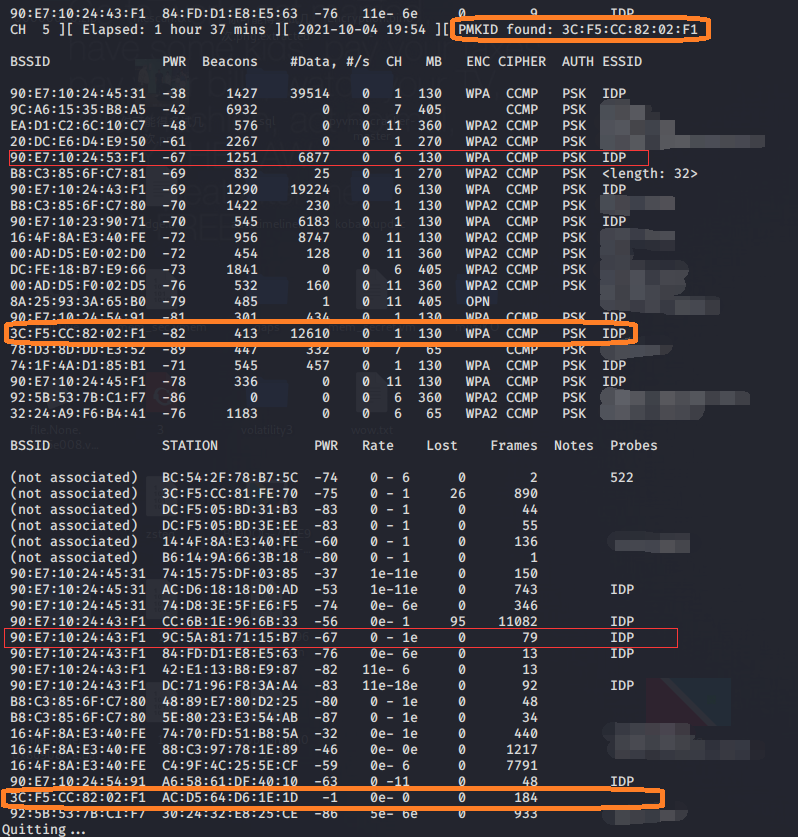 90:E7:10:24:43:F1  84:FD:D1:E8:E5:63  -76  11e- 6e  0  9  IDP
CH  5 ][ Elapsed: 1 hour 37 mins ][ 2021-10-04 19:54 ][ PMKID found: 3C:F5:CC:82:02:F1
BSSID  PWR  Beacons  #Data, #/s  CH  MB  ENC CIPHER  AUTH ESSID
90:E7:10:24:45:31  -38  1427  39514  0  1  130  WPA  CCMP  PSK  IDP
9C:A6:15:35:B8:A5  -42  6932  0  0  7  405  CCMP  PSK
EA:D1:C2:6C:10:C7  -48  576  0  0  11  360  WPA2 CCMP  PSK
20:DC:E6:D4:E9:50  -61  2267  0  0  1  270  WPA2 CCMP  PSK
90:E7:10:24:53:F1  -67  1251  6877  0  6  130  WPA  CCMP  PSK  IDP
B8:C3:85:6F:C7:81  -69  832  25  0  1  270  WPA2 CCMP  PSK  <length: 32>
90:E7:10:24:43:F1  -69  1290  19224  0  6  130  WPA  CCMP  PSK  IDP
B8:C3:85:6F:C7:80  -70  1422  230  0  1  270  WPA2 CCMP  PSK
90:E7:10:23:90:71  -70  545  6183  0  1  130  WPA  CCMP  PSK  IDP
16:4F:8A:E3:40:FE  -72  956  8747  0  11  130  WPA2 CCMP  PSK
00:AD:D5:E0:02:D0  -72  454  128  0  11  360  WPA2 CCMP  PSK
DC:FE:18:B7:E9:66  -73  1841  0  0  6  405  WPA2 CCMP  PSK
00:AD:D5:F0:02:D5  -76  532  160  0  11  360  WPA2 CCMP  PSK
8A:25:93:3A:65:B0  -79  485  1  0  11  405  OPN
90:E7:10:24:54:91  -81  301  434  0  1  130  WPA  CCMP  PSK  IDP
3C:F5:CC:82:02:F1  -82  413  12610  0  1  130  WPA  CCMP  PSK  IDP
78:D3:8D:DD:E3:52  -89  447  332  0  7  65  CCMP  PSK
74:1F:4A:D1:85:B1  -71  545  457  0  1  130  WPA  CCMP  PSK  IDP
90:E7:10:24:45:F1  -78  336  0  0  11  130  WPA  CCMP  PSK  IDP
92:5B:53:7B:C1:F7  -86  0  0  0  6  360  WPA2 CCMP  PSK
32:24:A9:F6:B4:41  -76  1183  0  0  6  65  WPA2 CCMP  PSK
BSSID  STATION  PWR  Rate  Lost  Frames  Notes  Probes
(not associated)  BC:54:2F:78:B7:5C  -74  0 - 6  0  2  522
(not associated)  3C:F5:CC:81:FE:70  -75  0 - 1  26  890
(not associated)  DC:F5:05:BD:31:B3  -83  0 - 1  0  44
(not associated)  DC:F5:05:BD:3E:EE  -83  0 - 1  0  55
(not associated)  14:4F:8A:E3:40:FE  -60  0 - 1  0  136
(not associated)  B6:14:9A:66:3B:18  -80  0 - 1  0  1
90:E7:10:24:45:31  74:15:75:DF:03:85  -37  1e-11e  0  150
90:E7:10:24:45:31  AC:D6:18:18:D0:AD  -53  1e-11e  0  743  IDP
90:E7:10:24:45:31  74:D8:3E:5F:E6:F5  -74  0e- 6e  0  346
90:E7:10:24:43:F1  CC:6B:1E:96:6B:33  -56  0e- 1  95  11082  IDP
90:E7:10:24:43:F1  9C:5A:81:71:15:B7  -67  0 - 1e  0  79  IDP
90:E7:10:24:43:F1  84:FD:D1:E8:E5:63  -76  0e- 6e  0  13  IDP
90:E7:10:24:43:F1  42:E1:13:B8:E9:87  -82  11e- 6  0  13
90:E7:10:24:43:F1  DC:71:96:F8:3A:A4  -83  11e-18e  0  92  IDP
B8:C3:85:6F:C7:80  48:89:E7:80:D2:25  -80  0 - 1e  0  48
B8:C3:85:6F:C7:80  5E:80:23:E3:54:AB  -87  0 - 1e  0  34
16:4F:8A:E3:40:FE  74:70:FD:51:B8:5A  -32  0e- 1e  0  440
16:4F:8A:E3:40:FE  88:C3:97:78:1E:89  -46  0e- 0e  0  1217
16:4F:8A:E3:40:FE  C4:9F:4C:25:5E:CF  -59  0e- 6  0  7791
90:E7:10:24:54:91  A6:58:61:DF:40:10  -63  0 -11  0  48  IDP
3C:F5:CC:82:02:F1  AC:D5:64:D6:1E:1D  -1  0e- 0  0  184
92:5B:53:7B:C1:F7  30:24:32:E8:25:CE  -86  5e- 6e  0  933
Quitting...